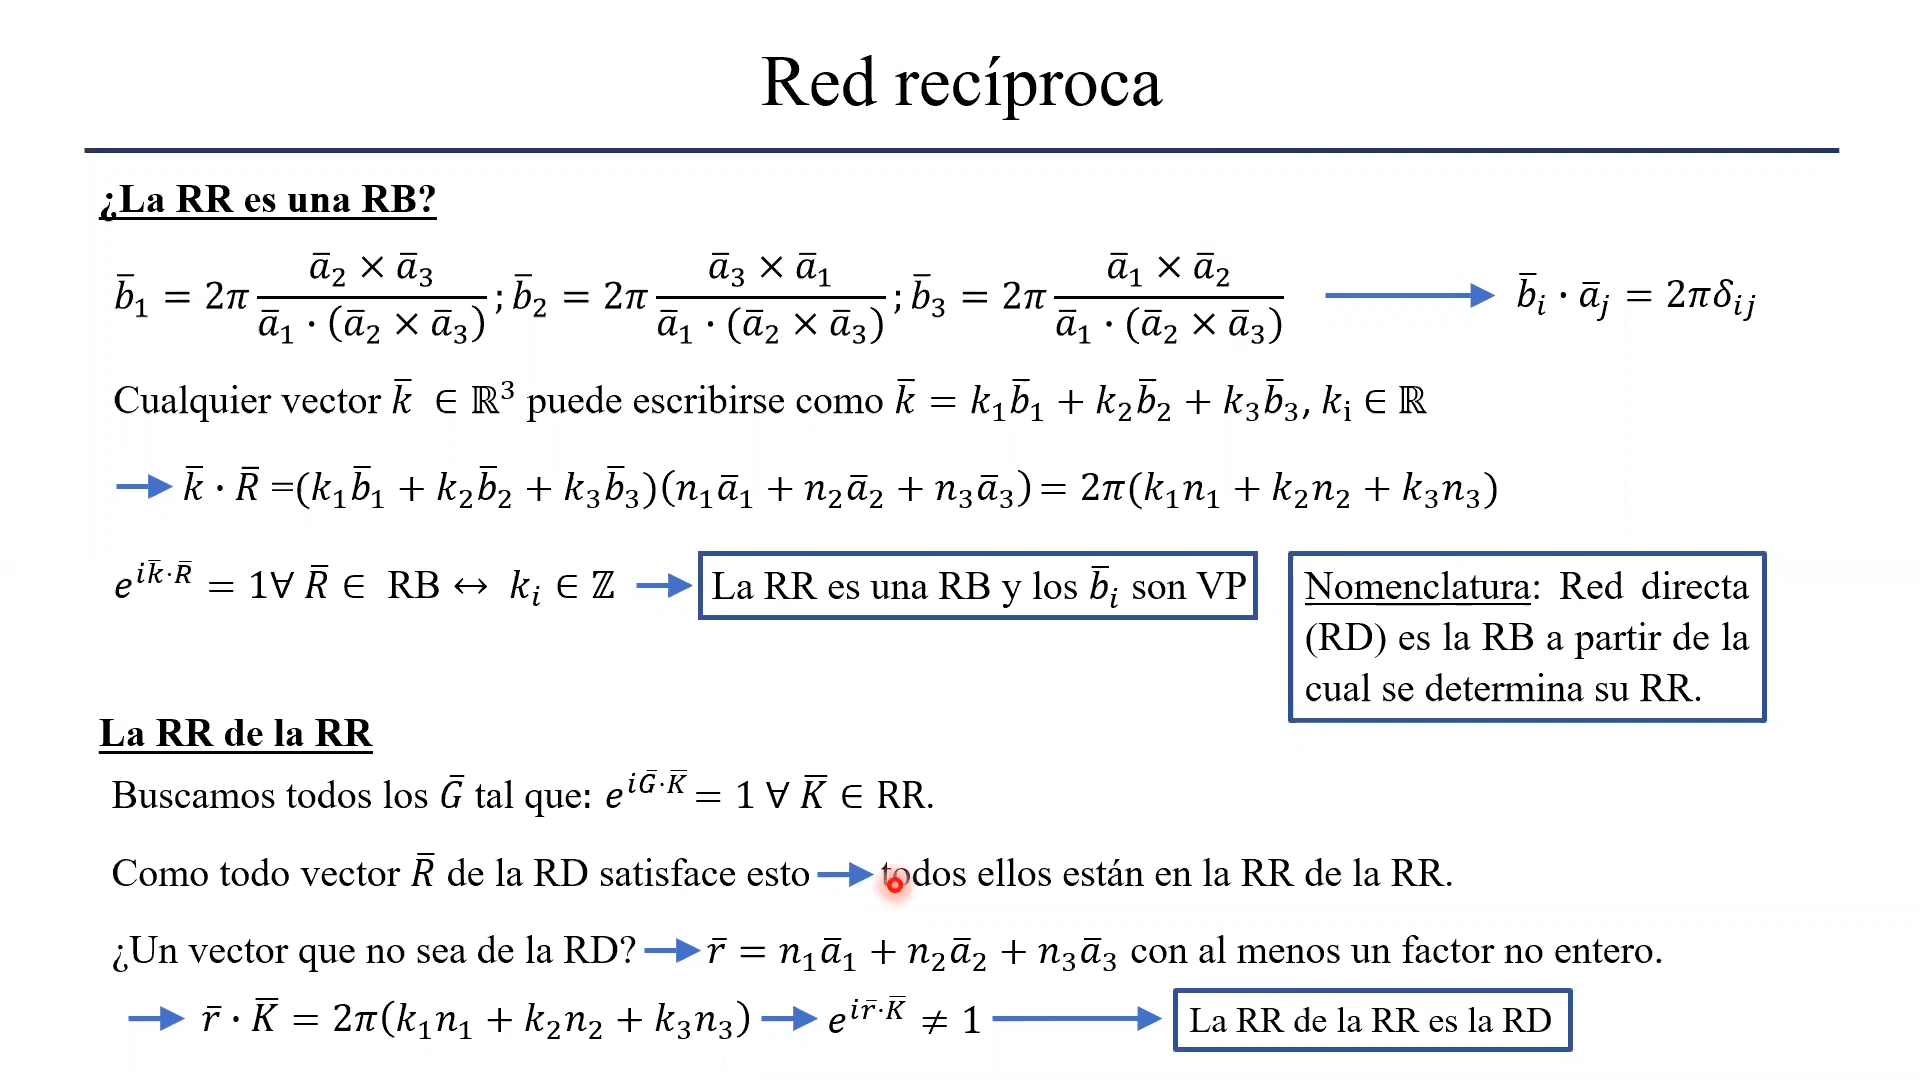 Red recíproca
¿La RR es una RB?
b̄₁ = 2π (ā₂ × ā₃)/(ā₁ · (ā₂ × ā₃)) ; b̄₂ = 2π (ā₃ × ā₁)/(ā₁ · (ā₂ × ā₃)) ; b̄₃ = 2π (ā₁ × ā₂)/(ā₁ · (ā₂ × ā₃)) ⟶ b̄ᵢ · āⱼ = 2πδᵢⱼ
Cualquier vector k̄ ∈ ℝ³ puede escribirse como k̄ = k₁b̄₁ + k₂b̄₂ + k₃b̄₃, kᵢ ∈ ℝ
→ k̄ · R̄ =(k₁b̄₁ + k₂b̄₂ + k₃b̄₃)(n₁ā₁ + n₂ā₂ + n₃ā₃) = 2π(k₁n₁ + k₂n₂ + k₃n₃)
e^{ik̄·R̄} = 1∀ R̄ ∈ RB ↔ kᵢ ∈ ℤ → La RR es una RB y los b̄ᵢ son VP
Nomenclatura: Red directa
(RD) es la RB a partir de la
cual se determina su RR.
La RR de la RR
Buscamos todos los Ḡ tal que: e^{iḠ·K̄} = 1 ∀ K̄ ∈ RR.
Como todo vector R̄ de la RD satisface esto → todos ellos están en la RR de la RR.
¿Un vector que no sea de la RD? → r̄ = n₁ā₁ + n₂ā₂ + n₃ā₃ con al menos un factor no entero.
→ r̄ · K̄ = 2π(k₁n₁ + k₂n₂ + k₃n₃) → e^{ir̄·K̄} ≠ 1 ⟶ La RR de la RR es la RD